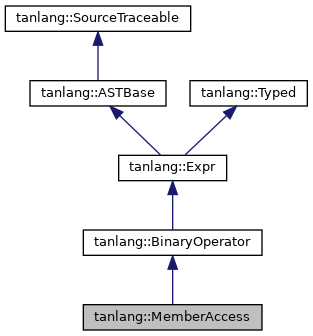 tanlang::SourceTraceable
tanlang::ASTBase
tanlang::Typed
tanlang::Expr
tanlang::BinaryOperator
tanlang::MemberAccess